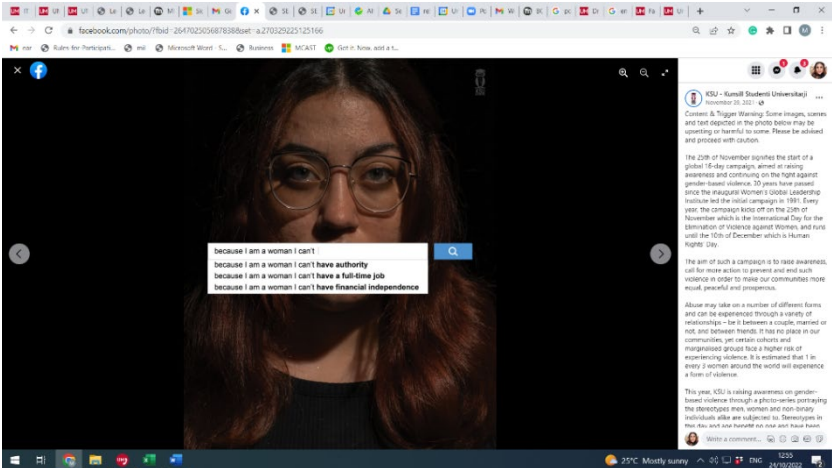 facebook.com/photo/?fbid=264702505687838&set=a.270329225125166
Rules for Participati...
mil
Microsoft Word - S...
Business
MCAST
Got it. Now, add a t...
because I am a woman I can't
because I am a woman I can't have authority
because I am a woman I can't have a full-time job
because I am a woman I can't have financial independence
KSU - Kunsill Studenti Universitarji
November 26, 2021
Content & Trigger Warning: Some images, scenes
and text depicted in the photo below may be
upsetting or harmful to some. Please be advised
and proceed with caution.
The 25th of November signifies the start of a
global 16-day campaign, aimed at raising
awareness and continuing on the fight against
gender-based violence. 30 years have passed
since the inaugural Women's Global Leadership
Institute led the initial campaign in 1991. Every
year, the campaign kicks off on the 25th of
November which is the International Day for the
Elimination of Violence against Women, and runs
until the 10th of December which is Human
Rights' Day.
The aim of such a campaign is to raise awareness,
call for more action to prevent and end such
violence in order to make our communities more
equal, peaceful and prosperous.
Abuse may take on a number of different forms
and can be experienced through a variety of
relationships – be it between a couple, married or
not, and between friends. It has no place in our
communities, yet certain cohorts and
marginalised groups face a higher risk of
experiencing violence. It is estimated that 1 in
every 3 women around the world will experience
a form of violence.
This year, KSU is raising awareness on gender-
based violence through a photo-series portraying
the stereotypes men, women and non-binary
individuals alike are subjected to. Stereotypes in
this day and age benefit no one and have been
Write a comment...
25°C Mostly sunny
ENG
12:55
24/10/2022